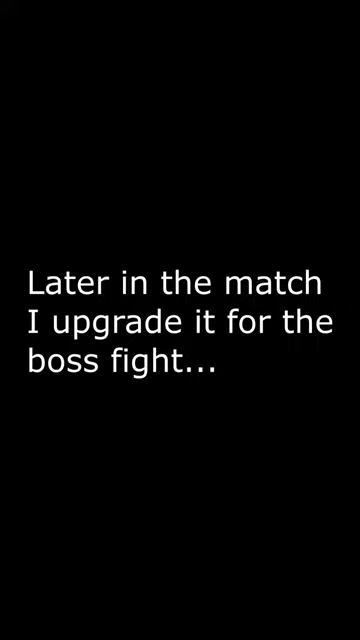 Later in the match
I upgrade it for the
boss fight...